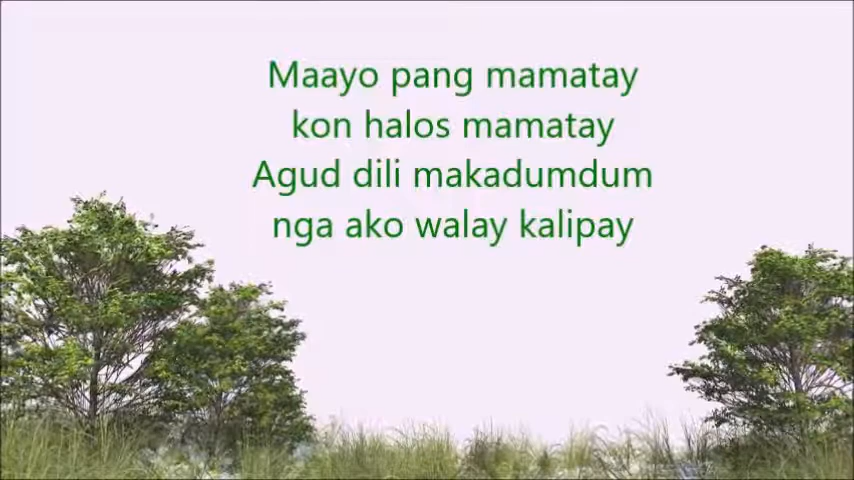 Maayo pang mamatay
kon halos mamatay
Agud dili makadumdum
nga ako walay kalipay